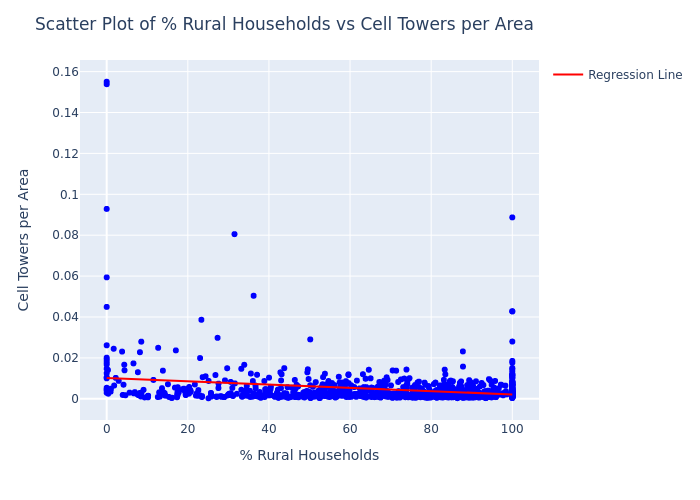 Scatter Plot of % Rural Households vs Cell Towers per Area
Regression Line
Cell Towers per Area
0.16
0.14
0.12
0.1
0.08
0.06
0.04
0.02
0
0 20 40 60 80 100
% Rural Households